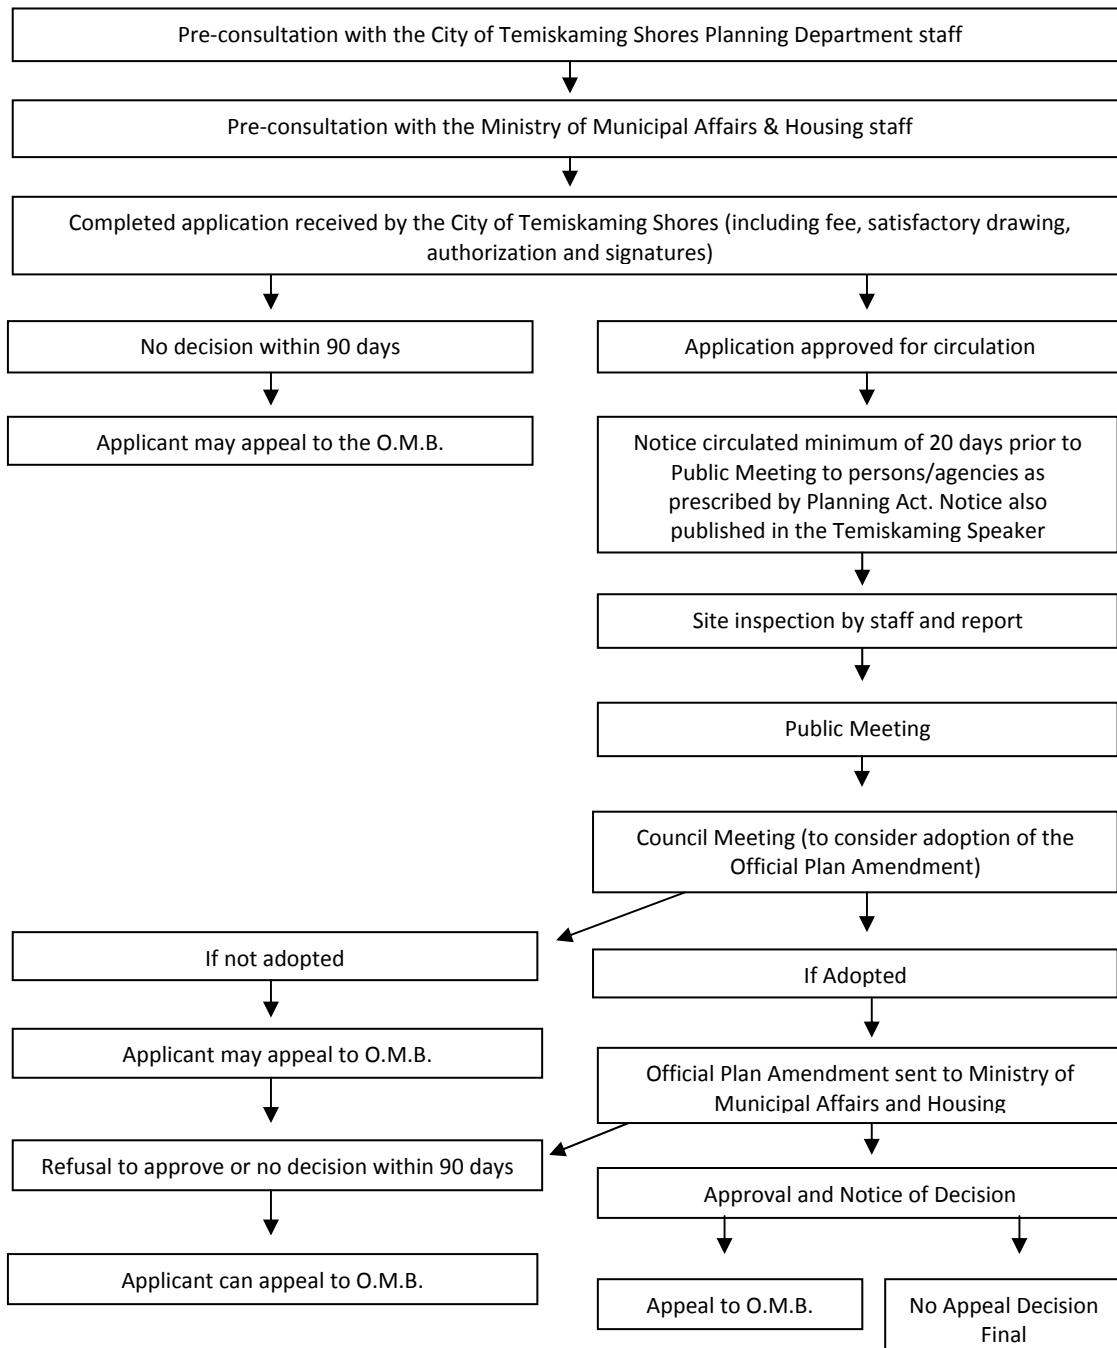 Pre-consultation with the City of Temiskaming Shores Planning Department staff
Pre-consultation with the Ministry of Municipal Affairs & Housing staff
Completed application received by the City of Temiskaming Shores (including fee, satisfactory drawing,
authorization and signatures)
No decision within 90 days
Application approved for circulation
Applicant may appeal to the O.M.B.
Notice circulated minimum of 20 days prior to
Public Meeting to persons/agencies as
prescribed by Planning Act. Notice also
published in the Temiskaming Speaker
Site inspection by staff and report
Public Meeting
Council Meeting (to consider adoption of the
Official Plan Amendment)
If not adopted
If Adopted
Applicant may appeal to O.M.B.
Official Plan Amendment sent to Ministry of
Municipal Affairs and Housing
Refusal to approve or no decision within 90 days
Approval and Notice of Decision
Applicant can appeal to O.M.B.
Appeal to O.M.B.
No Appeal Decision
Final